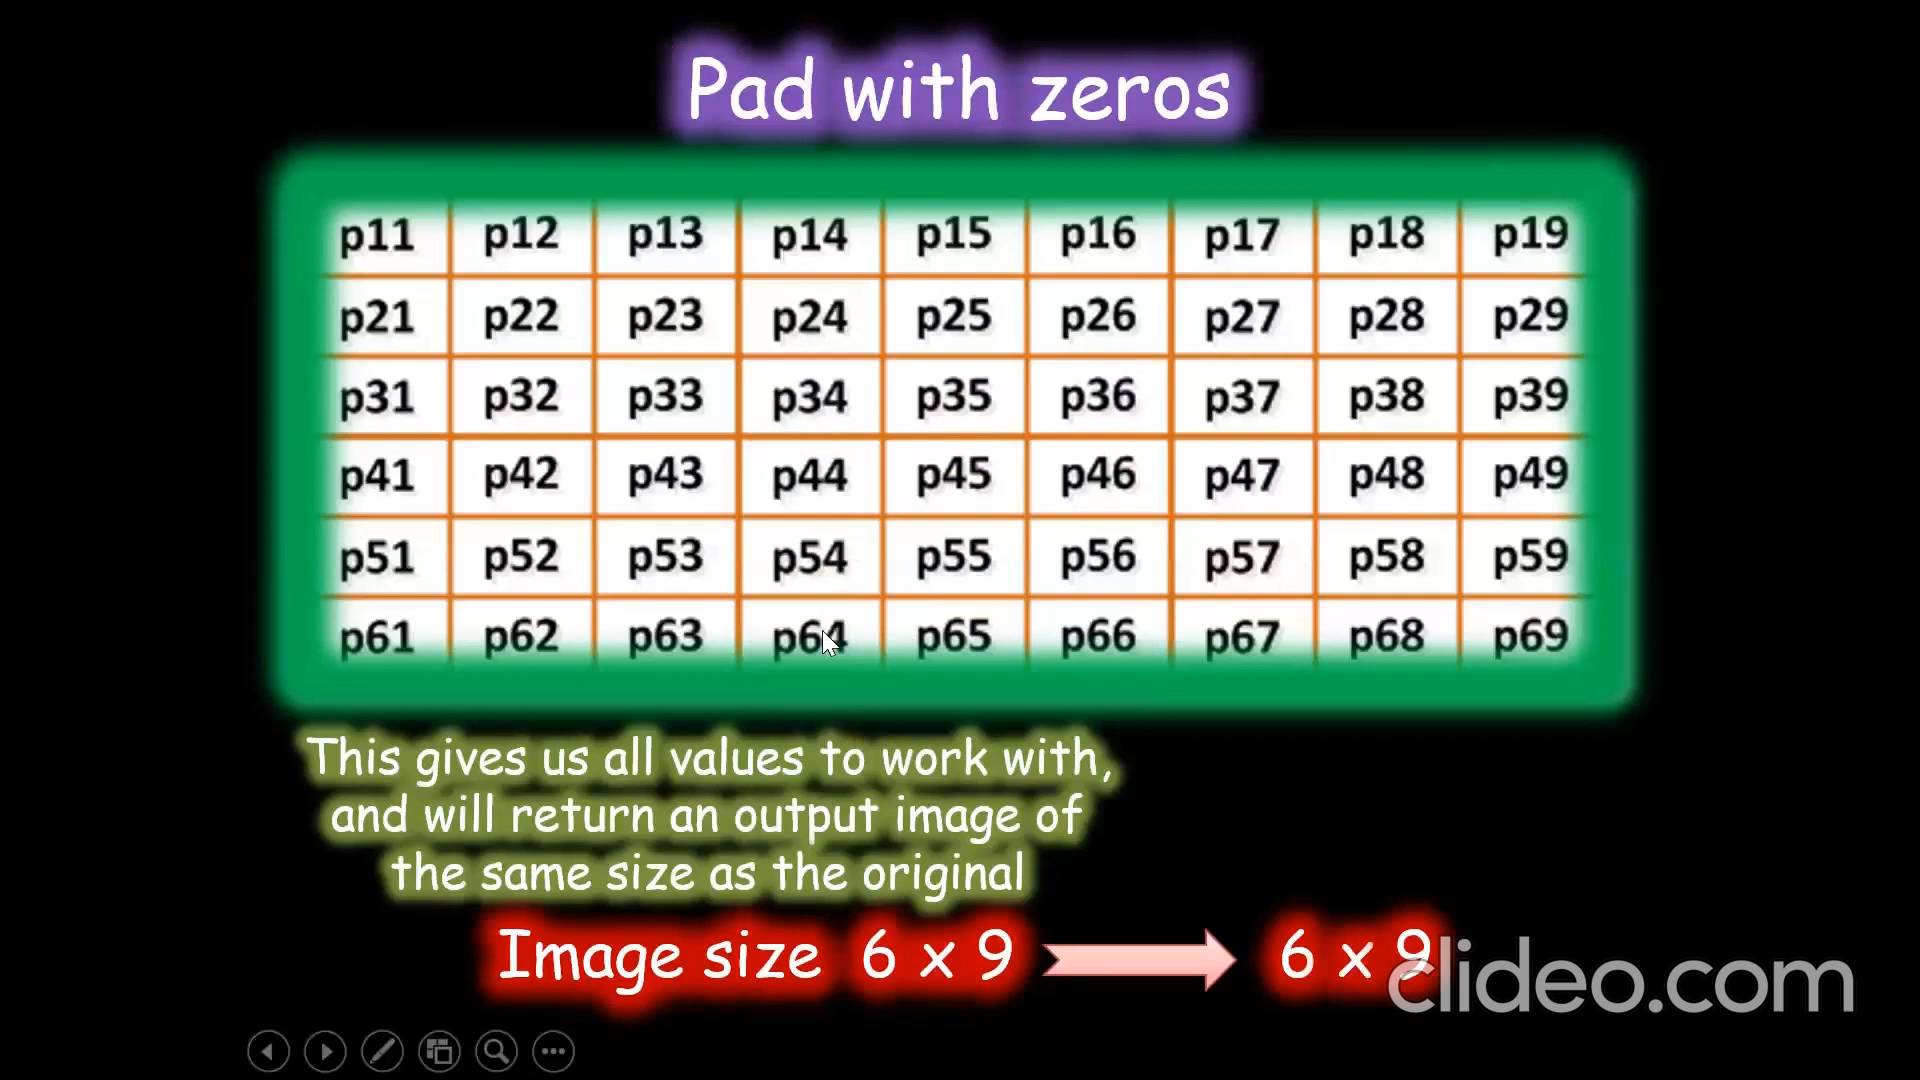 Pad with zeros
p11 p12 p13 p14 p15 p16 p17 p18 p19
p21 p22 p23 p24 p25 p26 p27 p28 p29
p31 p32 p33 p34 p35 p36 p37 p38 p39
p41 p42 p43 p44 p45 p46 p47 p48 p49
p51 p52 p53 p54 p55 p56 p57 p58 p59
p61 p62 p63 p64 p65 p66 p67 p68 p69
This gives us all values to work with,
and will return an output image of
the same size as the original
Image size 6 x 9 6 x 9
clideo.com